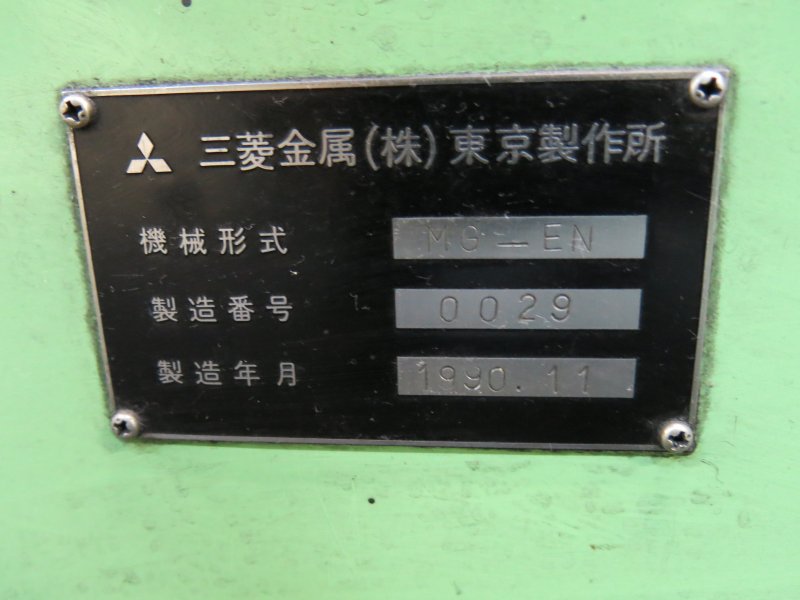 三菱金属(株)東京製作所
機械形式 MG-EN
製造番号 0029
製造年月 1990.11